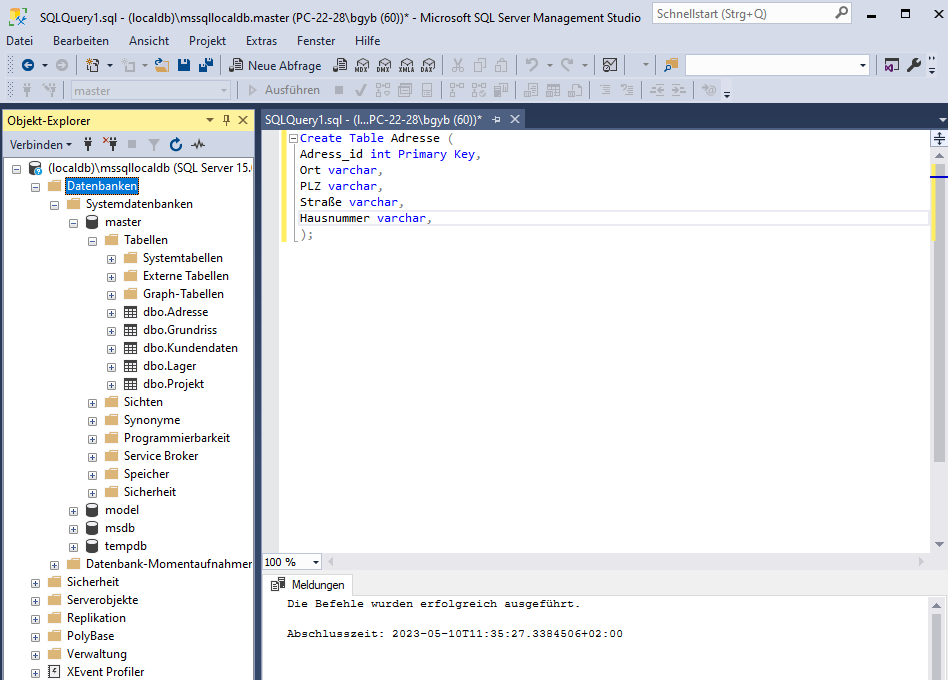 SQLQuery1.sql - (localdb)\mssqllocaldb.master (PC-22-28\bgyb (60))* - Microsoft SQL Server Management Studio
Schnellstart (Strg+Q)
Datei Bearbeiten Ansicht Projekt Extras Fenster Hilfe
Neue Abfrage MDX DMX XMLA DAX
master Ausführen
Objekt-Explorer
SQLQuery1.sql - (l...PC-22-28\bgyb (60))*
Verbinden
(localdb)\mssqllocaldb (SQL Server 15.0
Datenbanken
Systemdatenbanken
master
Tabellen
Systemtabellen
Externe Tabellen
Graph-Tabellen
dbo.Adresse
dbo.Grundriss
dbo.Kundendaten
dbo.Lager
dbo.Projekt
Sichten
Synonyme
Programmierbarkeit
Service Broker
Speicher
Sicherheit
model
msdb
tempdb
Datenbank-Momentaufnahmen
Sicherheit
Serverobjekte
Replikation
PolyBase
Verwaltung
XEvent Profiler
Create Table Adresse (
Adress_id int Primary Key,
Ort varchar,
PLZ varchar,
Straße varchar,
Hausnummer varchar,
);
100 %
Meldungen
Die Befehle wurden erfolgreich ausgeführt.
Abschlusszeit: 2023-05-10T11:35:27.3384506+02:00